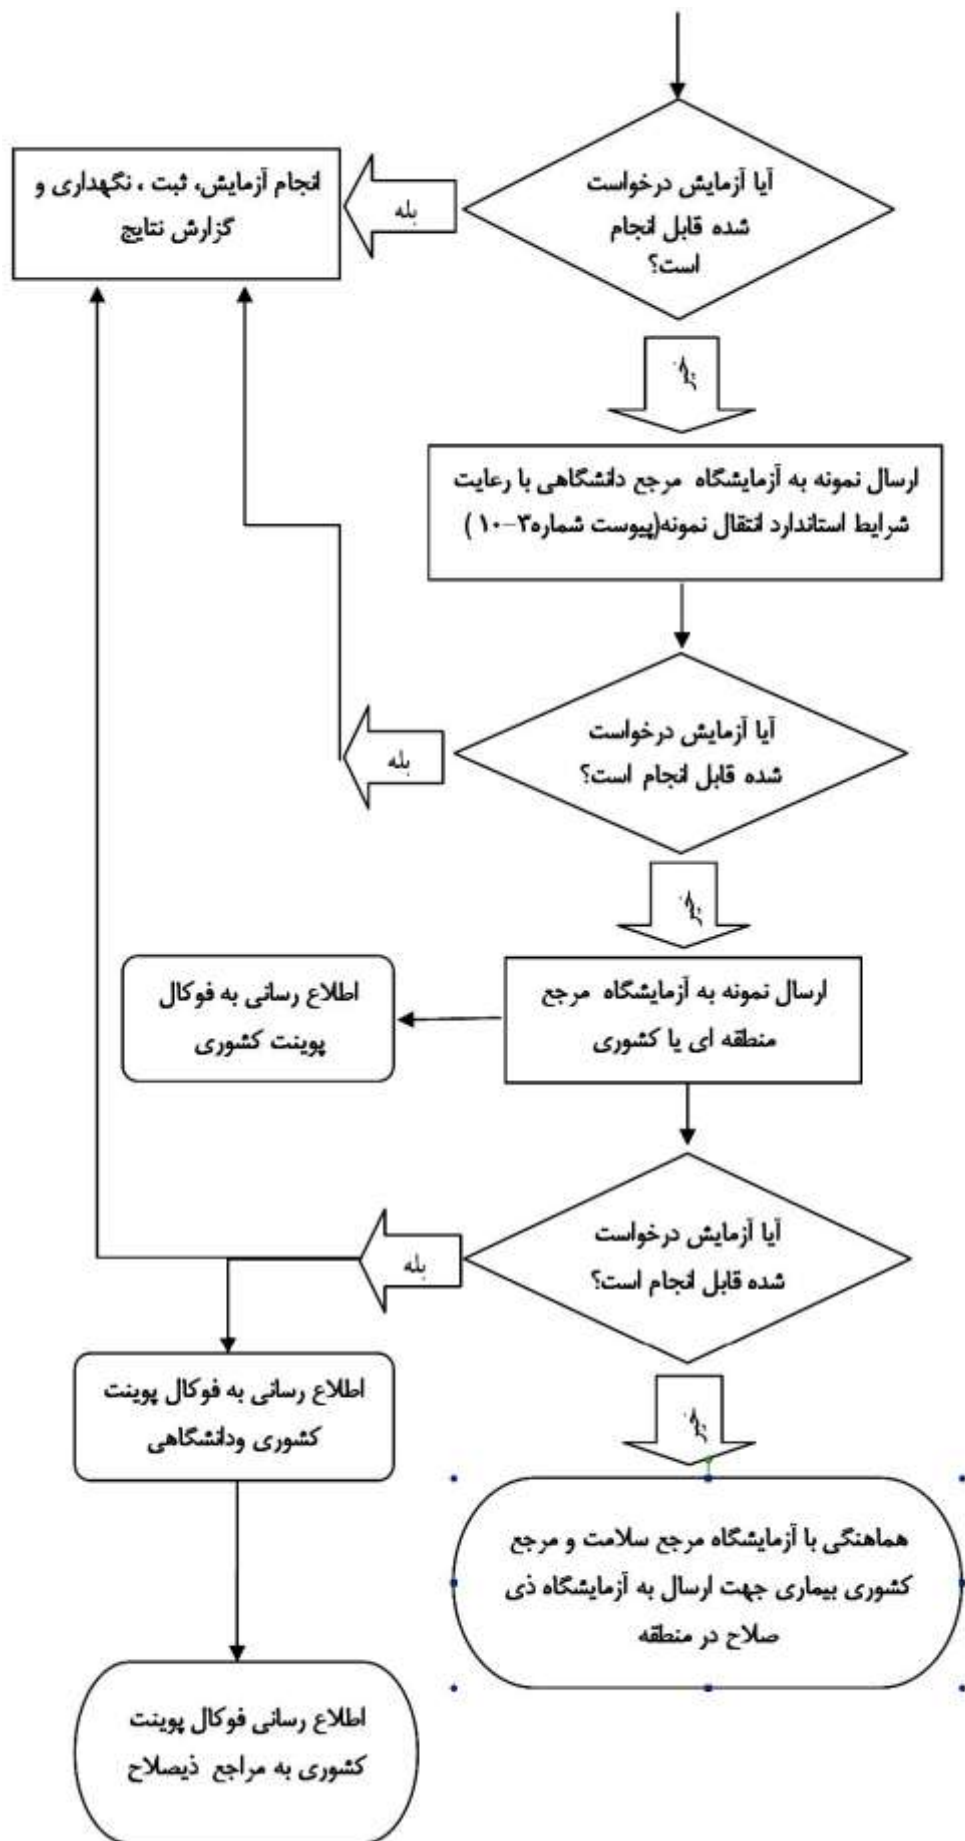 آیا آزمایش درخواست
شده قابل انجام
است؟
بله
انجام آزمایش، ثبت ، نگهداری و
گزارش نتایج
خیر
ارسال نمونه به آزمایشگاه مرجع دانشگاهی با رعایت
شرایط استاندارد انتقال نمونه(پیوست شماره۳-۱۰ )
آیا آزمایش درخواست
شده قابل انجام است؟
بله
خیر
ارسال نمونه به آزمایشگاه مرجع
منطقه ای یا کشوری
اطلاع رسانی به فوکال
پوینت کشوری
آیا آزمایش درخواست
شده قابل انجام است؟
بله
خیر
اطلاع رسانی به فوکال پوینت
کشوری ودانشگاهی
هماهنگی با آزمایشگاه مرجع سلامت و مرجع
کشوری بیماری جهت ارسال به آزمایشگاه ذی
صلاح در منطقه
اطلاع رسانی فوکال پوینت
کشوری به مراجع ذیصلاح